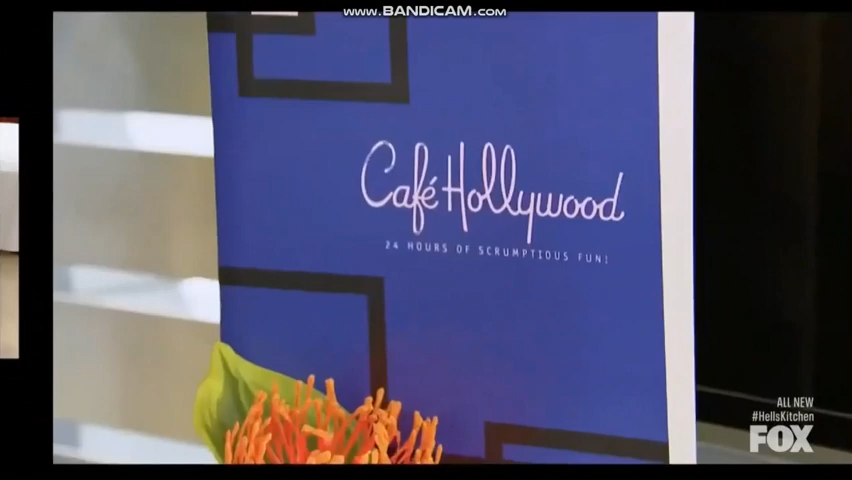 www.BANDICAM.com
Café Hollywood
24 HOURS OF SCRUMPTIOUS FUN!
ALL NEW
#HellsKitchen
FOX